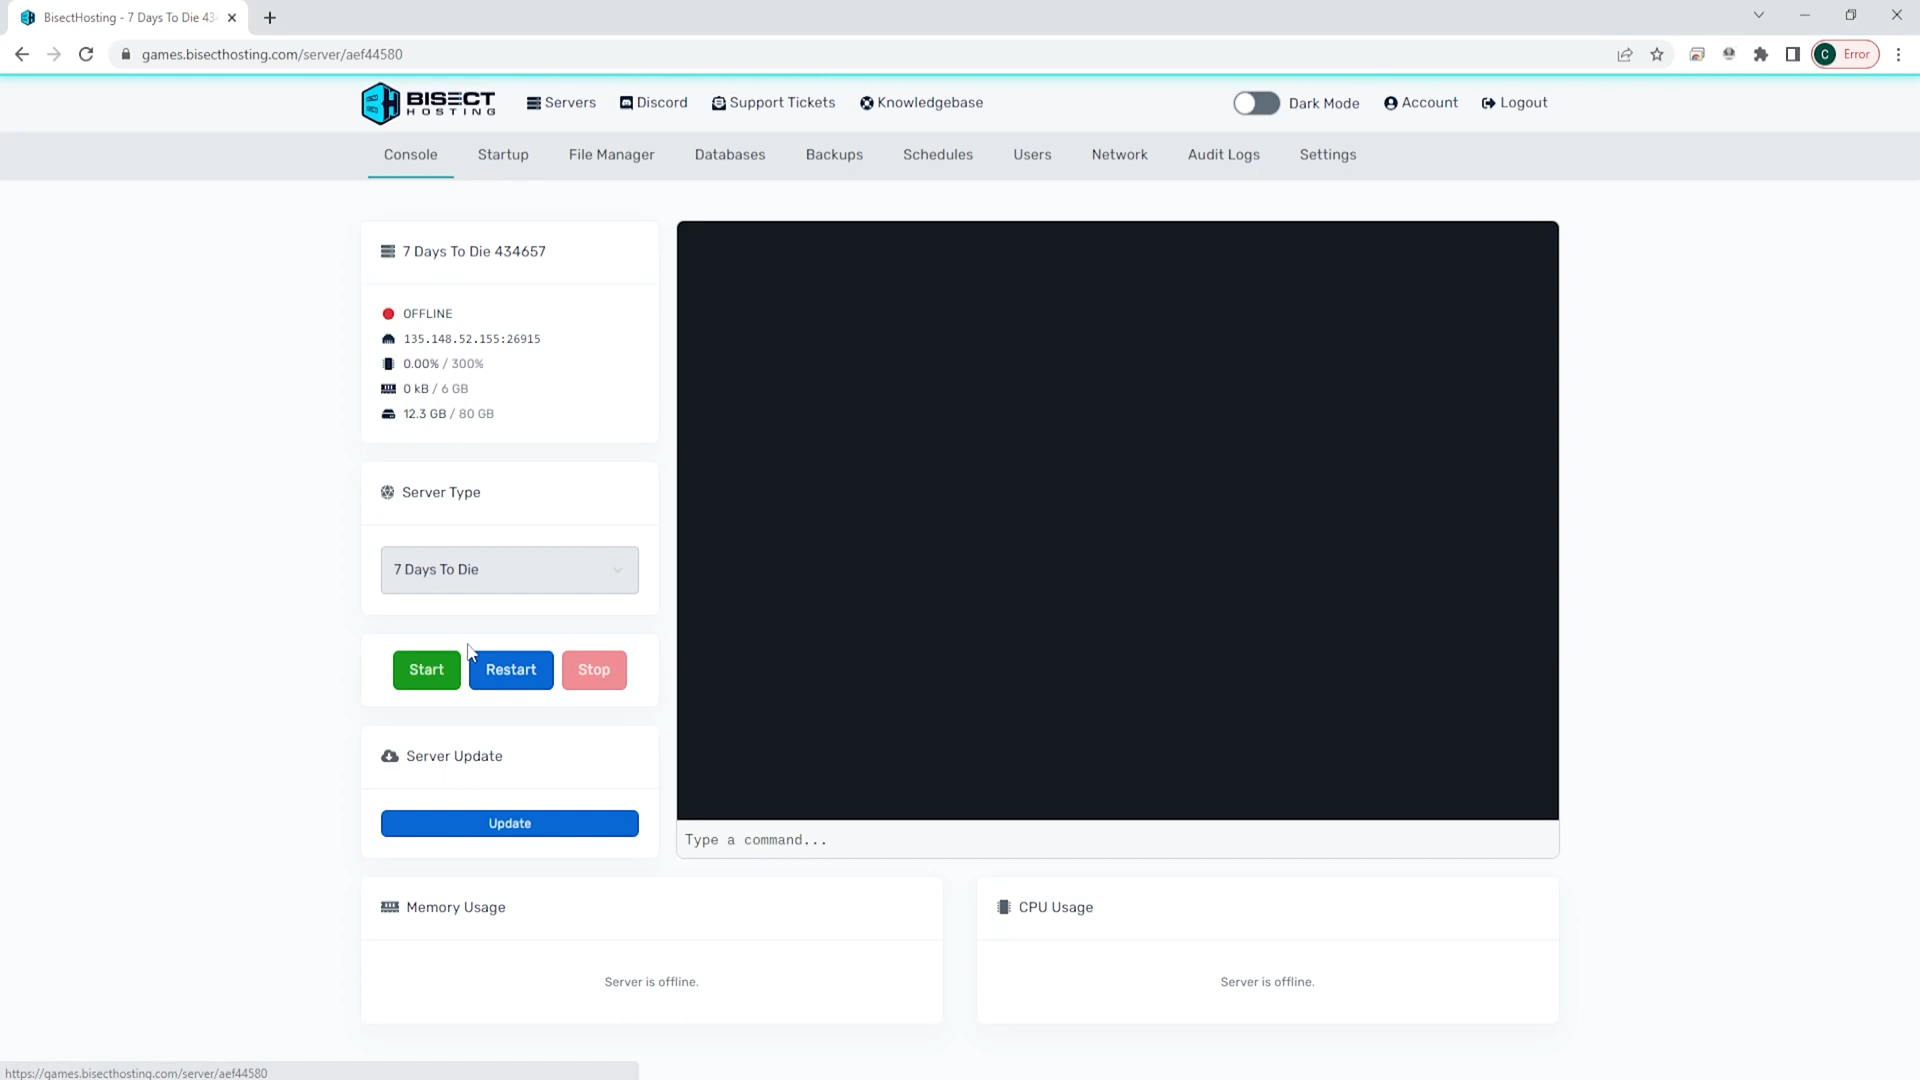 BisectHosting - 7 Days To Die 43
games.bisecthosting.com/server/aef44580
C Error
BISECT HOSTING
Servers
Discord
Support Tickets
Knowledgebase
Dark Mode
Account
Logout
Console
Startup
File Manager
Databases
Backups
Schedules
Users
Network
Audit Logs
Settings
7 Days To Die 434657
OFFLINE
135.148.52.155:26915
0.00% / 300%
0 kB / 6 GB
12.3 GB / 80 GB
Server Type
7 Days To Die
Start
Restart
Stop
Server Update
Update
Type a command...
Memory Usage
Server is offline.
CPU Usage
Server is offline.
https://games.bisecthosting.com/server/aef44580